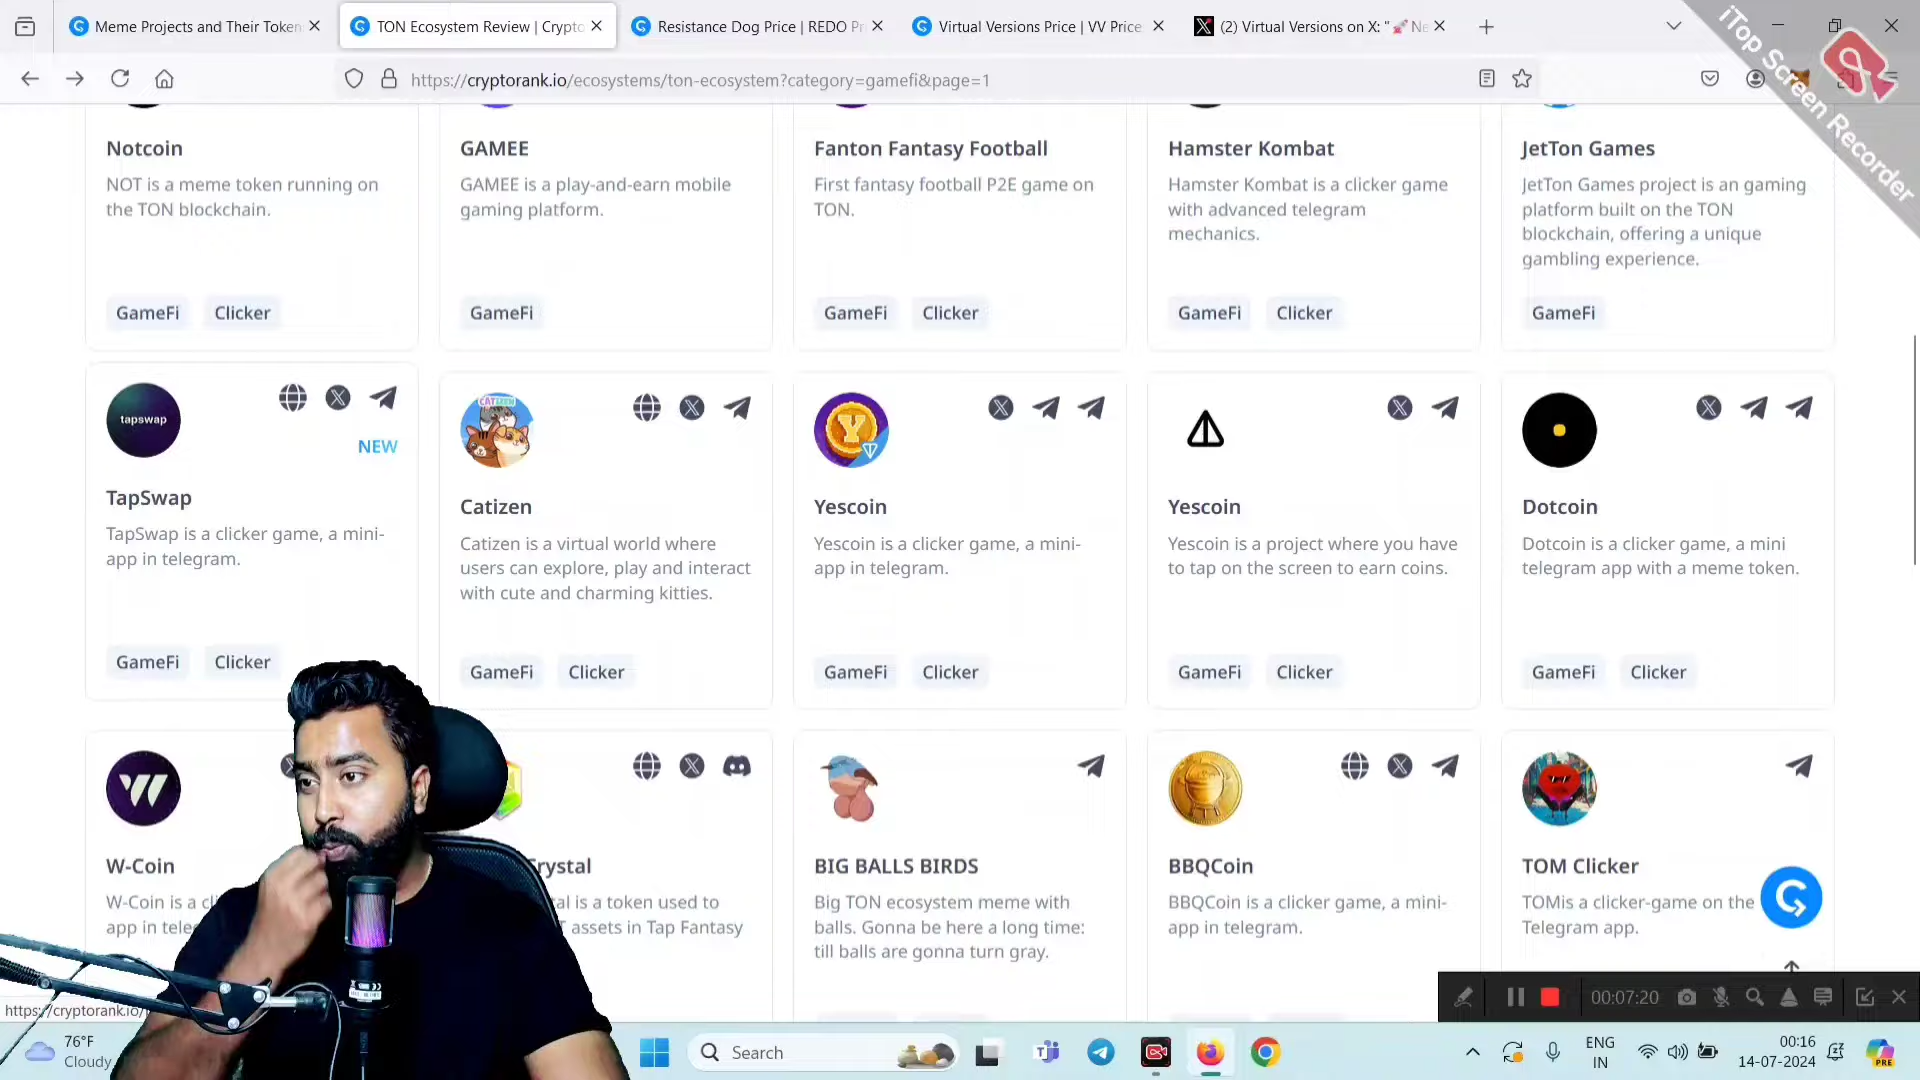 Meme Projects and Their Token
TON Ecosystem Review | Crypto
Resistance Dog Price | REDO Pr
Virtual Versions Price | VV Price
(2) Virtual Versions on X: "🚀 Ne
https://cryptorank.io/ecosystems/ton-ecosystem?category=gamefi&page=1
iTop Screen Recorder
Notcoin
NOT is a meme token running on
the TON blockchain.
GameFi Clicker
GAMEE
GAMEE is a play-and-earn mobile
gaming platform.
GameFi
Fanton Fantasy Football
First fantasy football P2E game on
TON.
GameFi Clicker
Hamster Kombat
Hamster Kombat is a clicker game
with advanced telegram
mechanics.
GameFi Clicker
JetTon Games
JetTon Games project is an gaming
platform built on the TON
blockchain, offering a unique
gambling experience.
GameFi
tapswap
NEW
TapSwap
TapSwap is a clicker game, a mini-
app in telegram.
GameFi Clicker
CATIZEN
Catizen
Catizen is a virtual world where
users can explore, play and interact
with cute and charming kitties.
GameFi Clicker
Yescoin
Yescoin is a clicker game, a mini-
app in telegram.
GameFi Clicker
Yescoin
Yescoin is a project where you have
to tap on the screen to earn coins.
GameFi Clicker
Dotcoin
Dotcoin is a clicker game, a mini
telegram app with a meme token.
GameFi Clicker
W-Coin
W-Coin is a cl
app in tele
rystal
al is a token used to
T assets in Tap Fantasy
BIG BALLS BIRDS
Big TON ecosystem meme with
balls. Gonna be here a long time:
till balls are gonna turn gray.
BBQCoin
BBQCoin is a clicker game, a mini-
app in telegram.
TOM Clicker
TOMis a clicker-game on the
Telegram app.
00:07:20
https://cryptorank.io/
76°F
Cloudy
Search
ENG
IN
00:16
14-07-2024
PRE